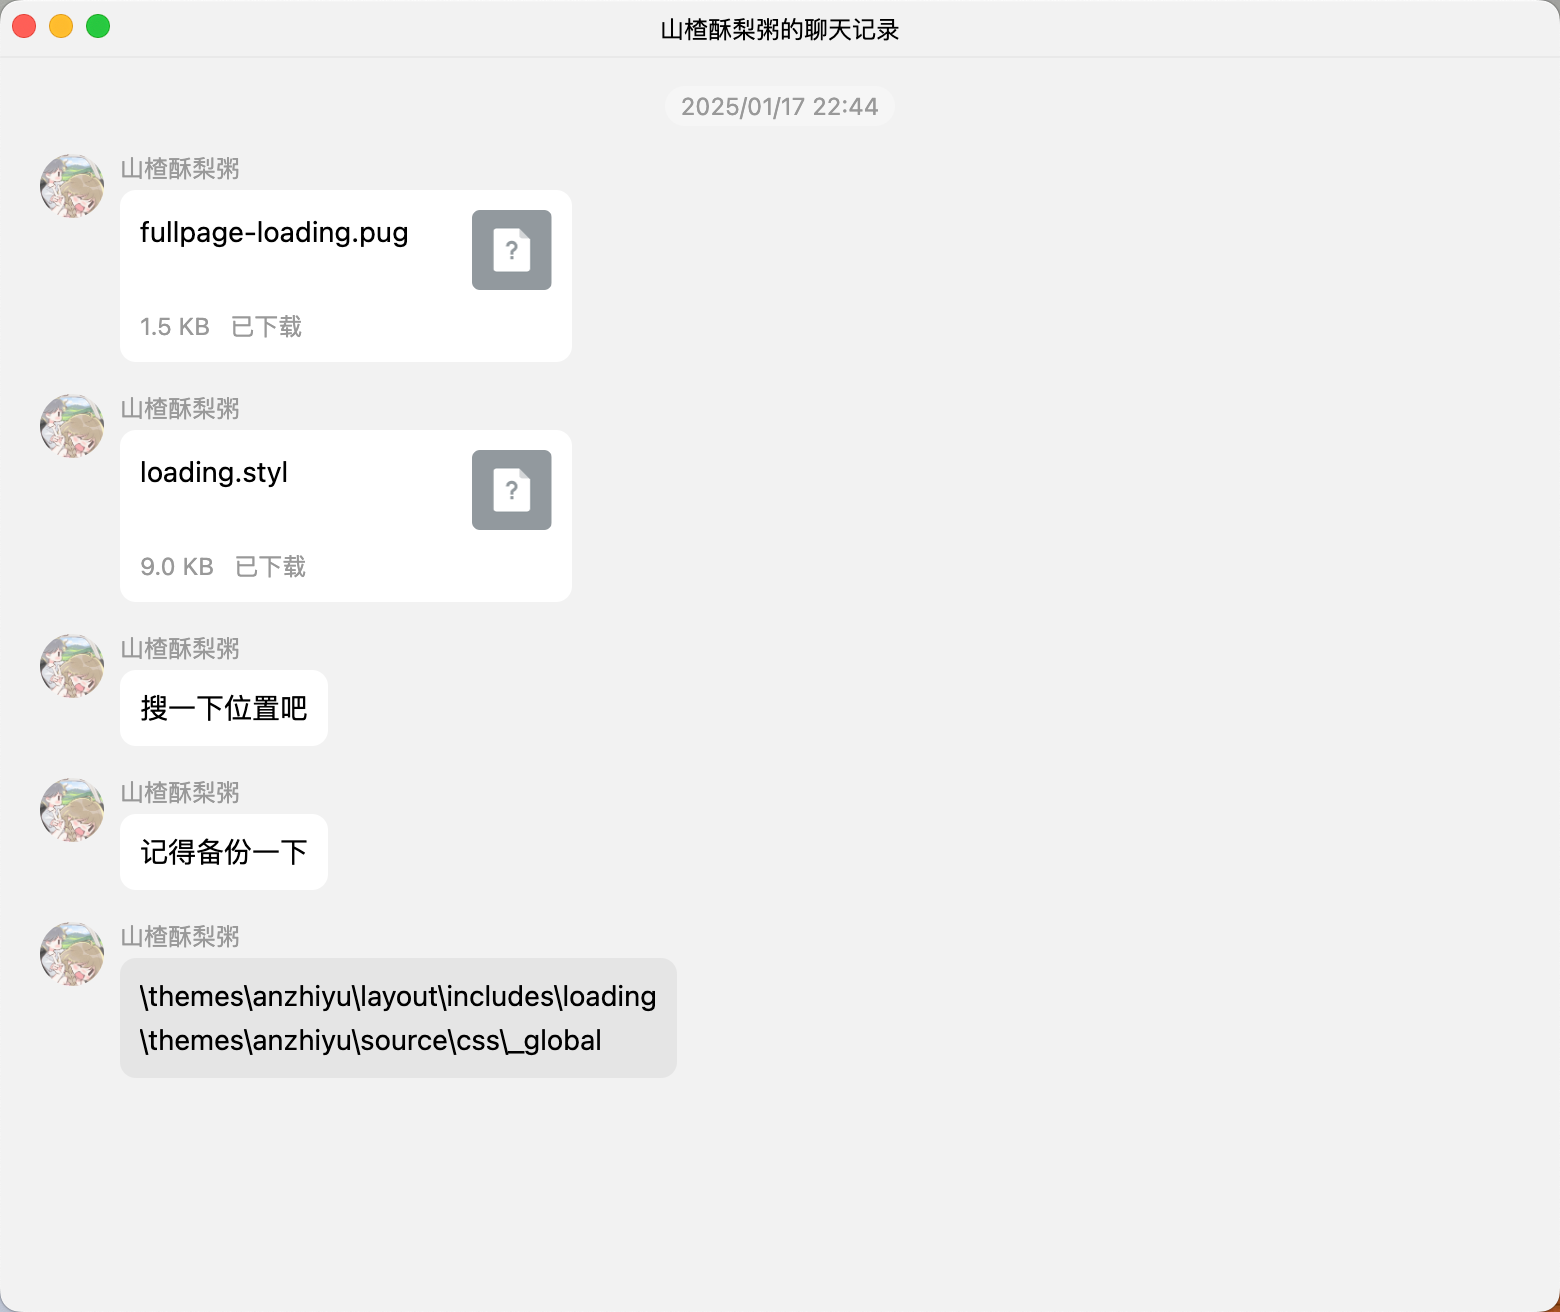 山楂酥梨粥的聊天记录
2025/01/17 22:44
山楂酥梨粥
fullpage-loading.pug
?
1.5 KB 已下载
山楂酥梨粥
loading.styl
?
9.0 KB 已下载
山楂酥梨粥
搜一下位置吧
山楂酥梨粥
记得备份一下
山楂酥梨粥
\themes\anzhiyu\layout\includes\loading
\themes\anzhiyu\source\css\_global